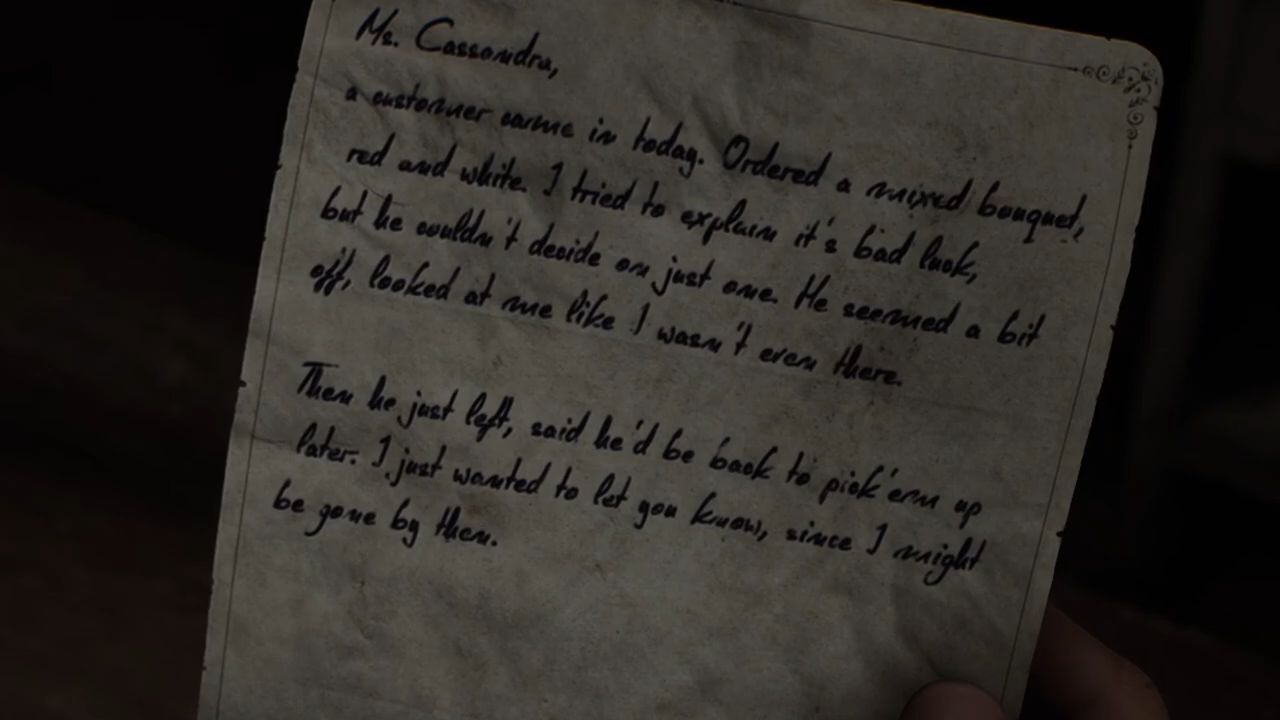 Ms. Cassandra,
a customer came in today. Ordered a mixed bouquet,
red and white. I tried to explain it's bad luck,
but he couldn't decide on just one. He seemed a bit
off, looked at me like I wasn't even there.
Then he just left, said he'd be back to pick'em up
later. I just wanted to let you know, since I might
be gone by then.